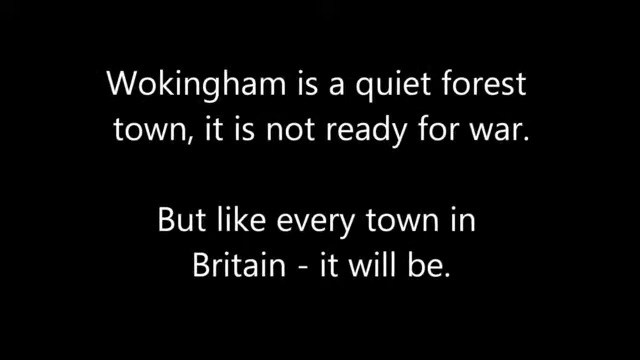 Wokingham is a quiet forest
town, it is not ready for war.
But like every town in
Britain - it will be.